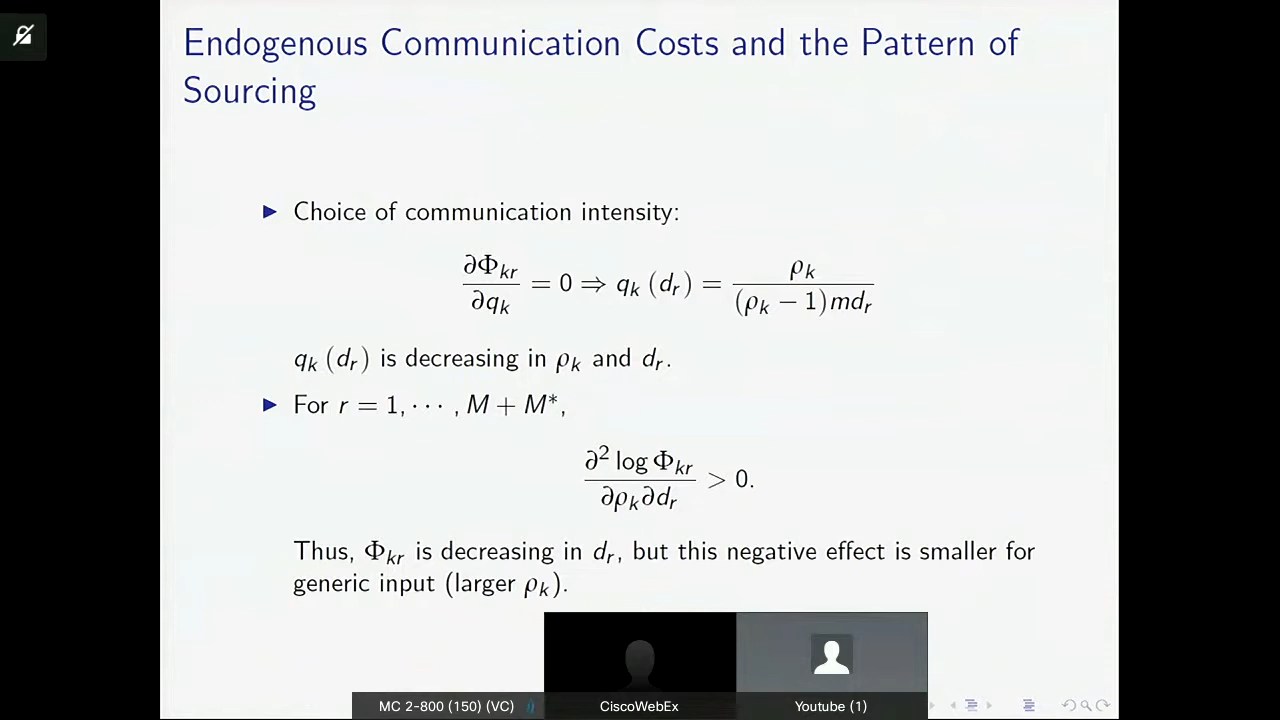 Endogenous Communication Costs and the Pattern of
Sourcing
▶ Choice of communication intensity:
∂Φ_kr / ∂q_k = 0 ⇒ q_k (d_r) = ρ_k / (ρ_k − 1)md_r
q_k (d_r) is decreasing in ρ_k and d_r.
▶ For r = 1, ··· , M + M*,
∂² log Φ_kr / ∂ρ_k∂d_r > 0.
Thus, Φ_kr is decreasing in d_r, but this negative effect is smaller for
generic input (larger ρ_k).
MC 2-800 (150) (VC) CiscoWebEx Youtube (1)